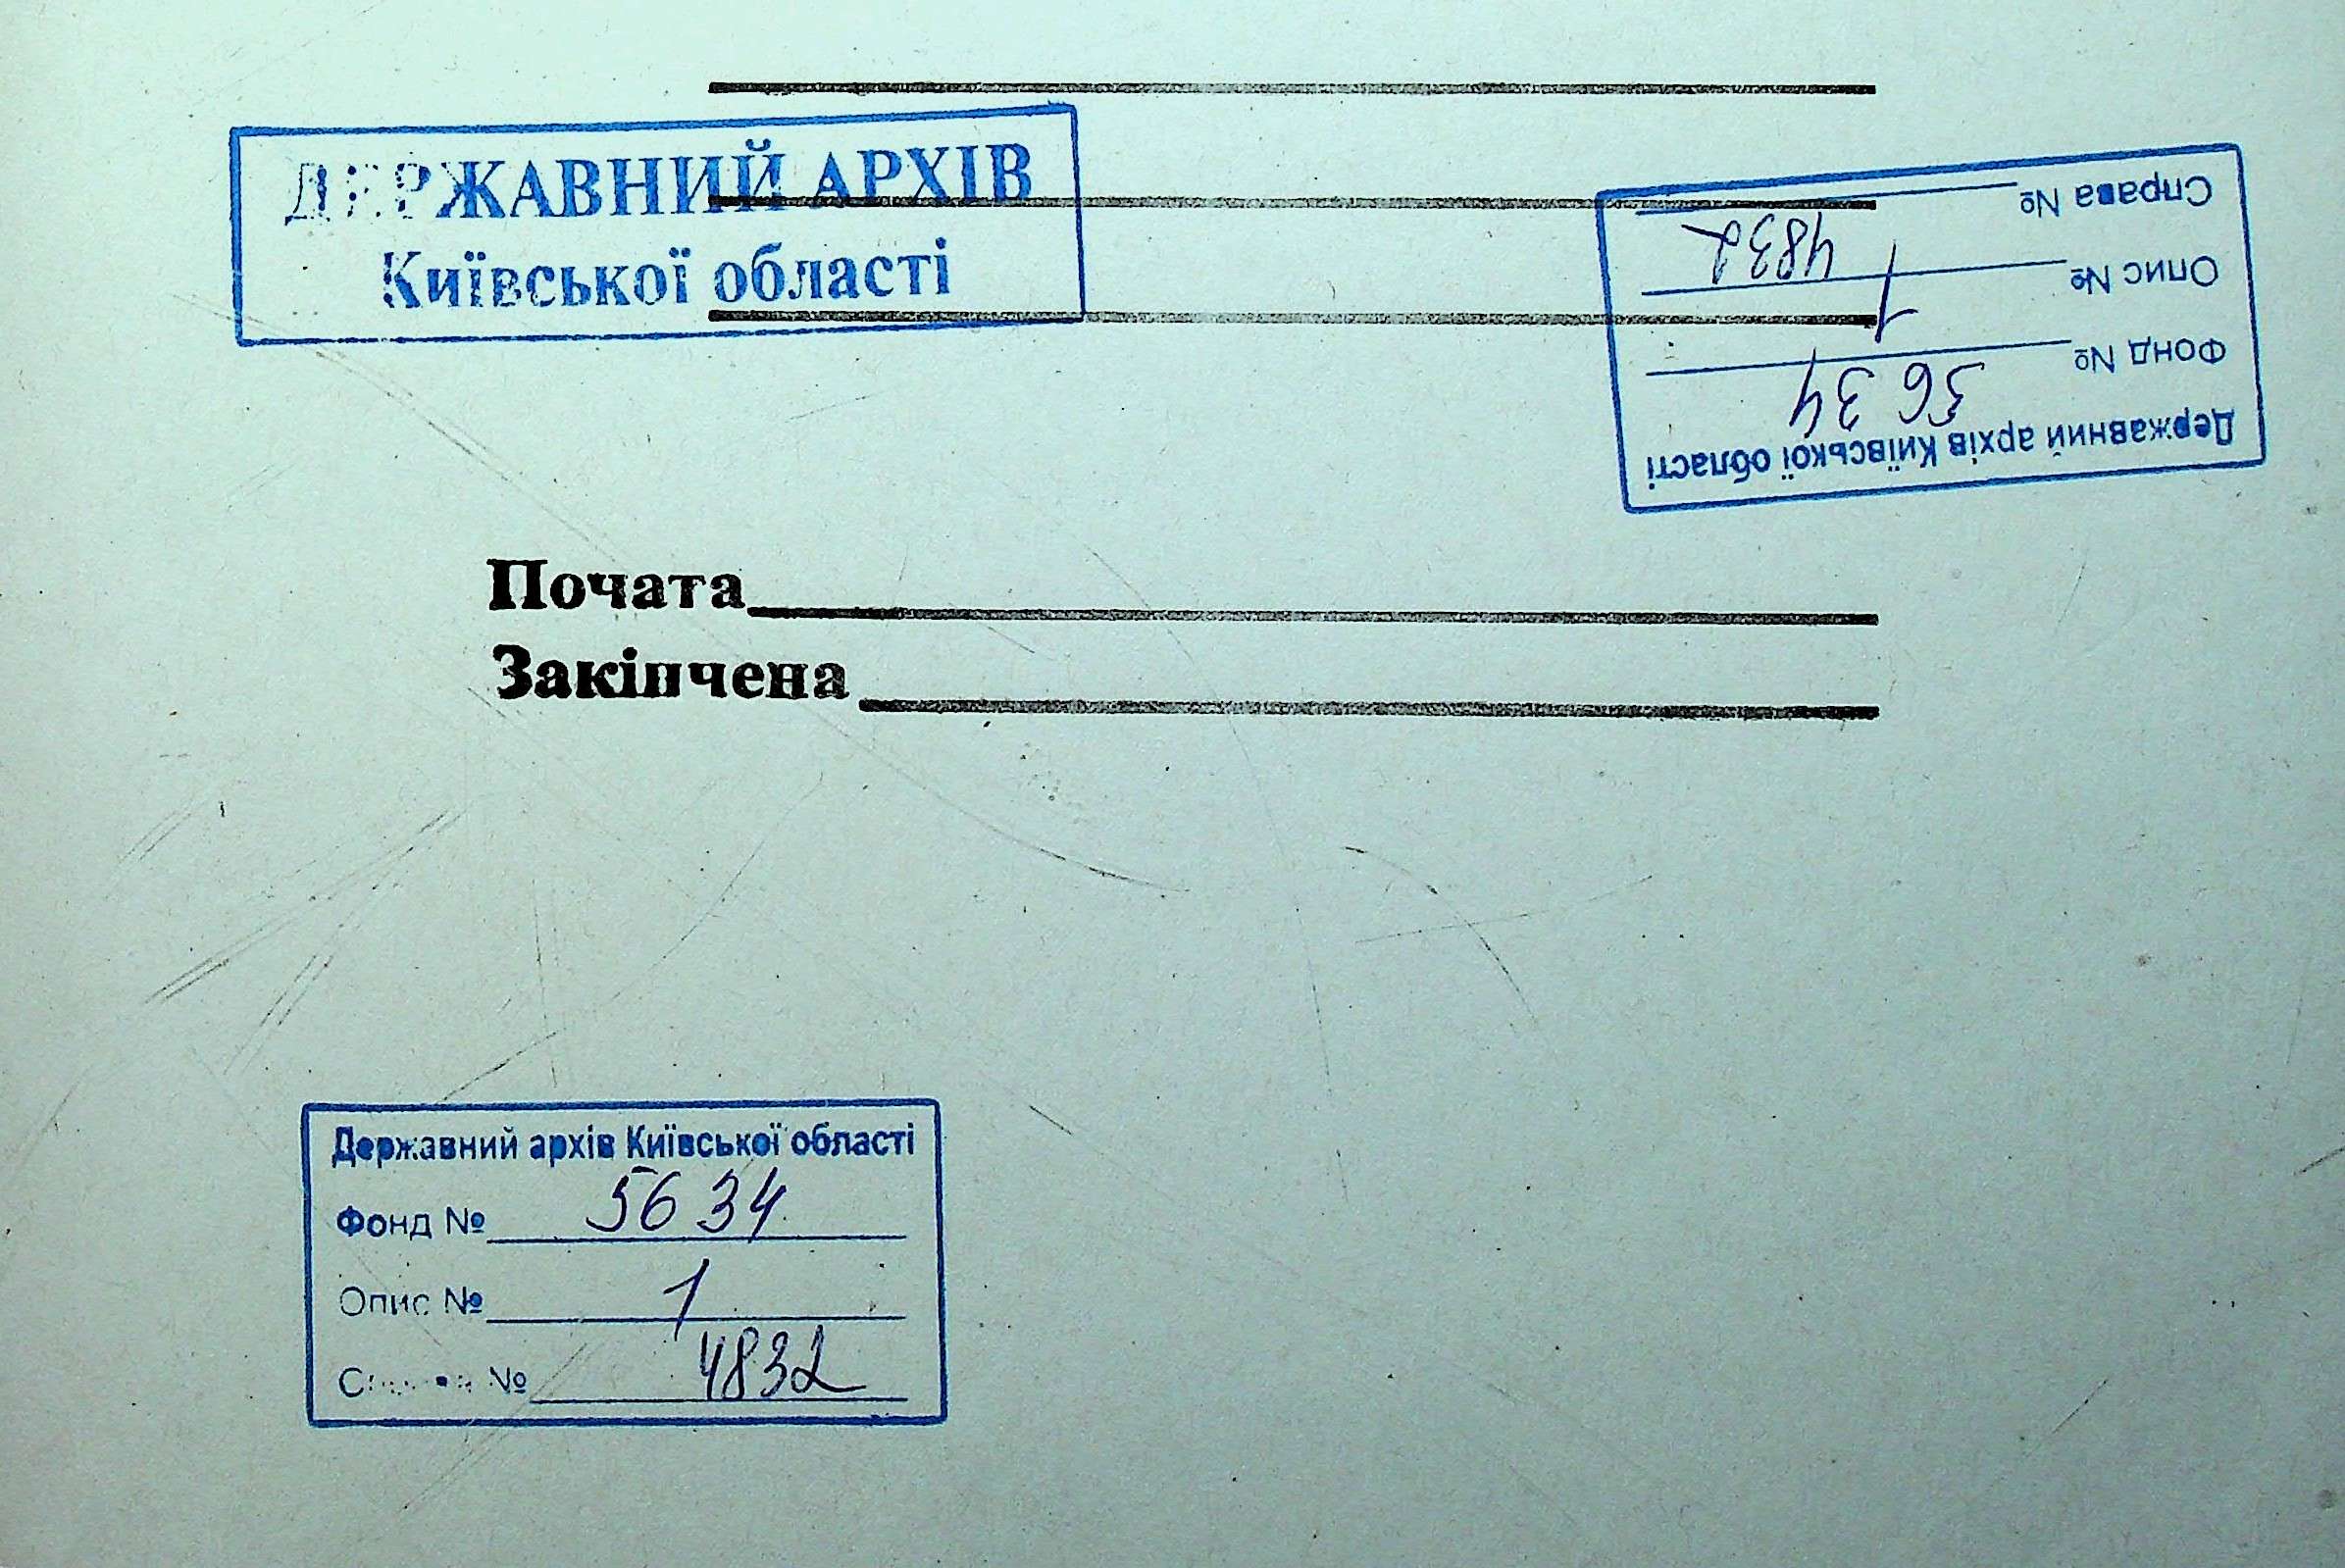 ДЕРЖАВНИЙ АРХІВ
Київської області
Справа № 4832
Опис № 1
Фонд № 5634
Державний архів Київської області
Почата
Закінчена
Державний архів Київської області
Фонд № 5634
Опис № 1
Справа № 4832